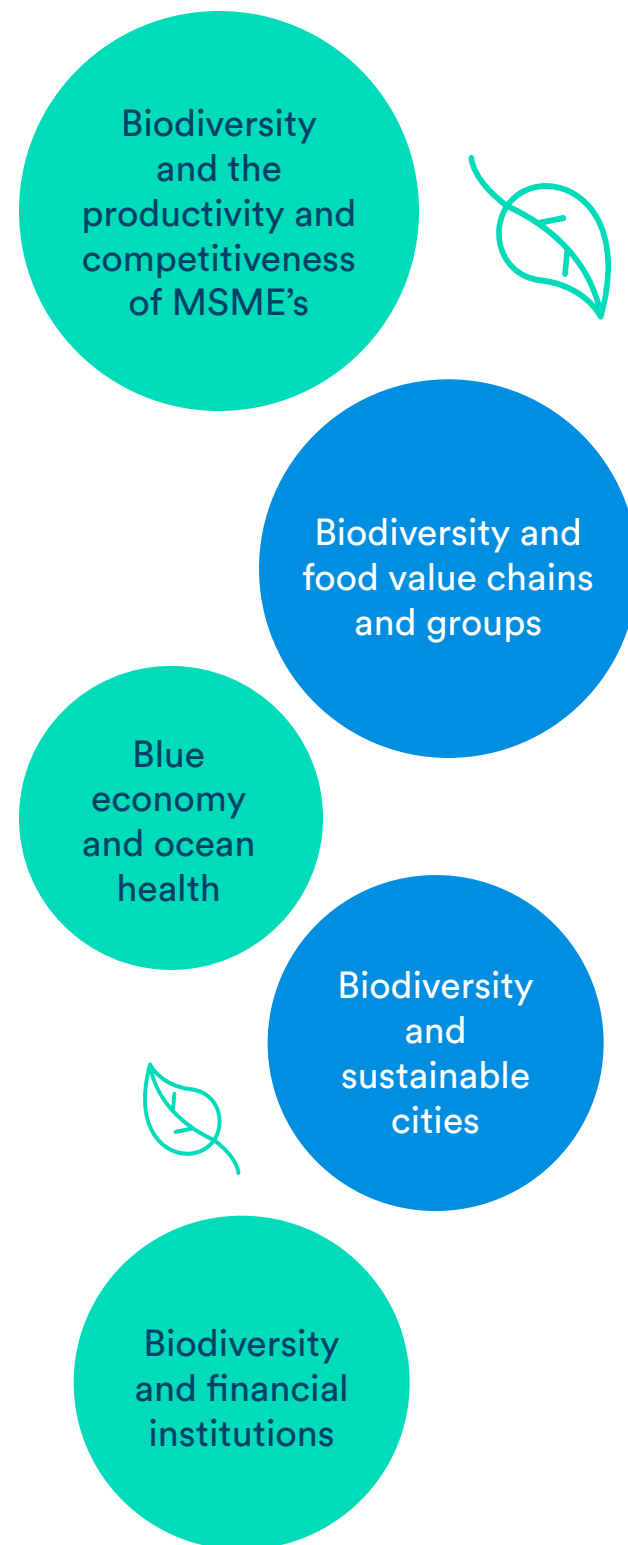 Biodiversity
and the
productivity and
competitiveness
of MSME’s
Biodiversity and
food value chains
and groups
Blue
economy
and ocean
health
Biodiversity
and
sustainable
cities
Biodiversity
and financial
institutions